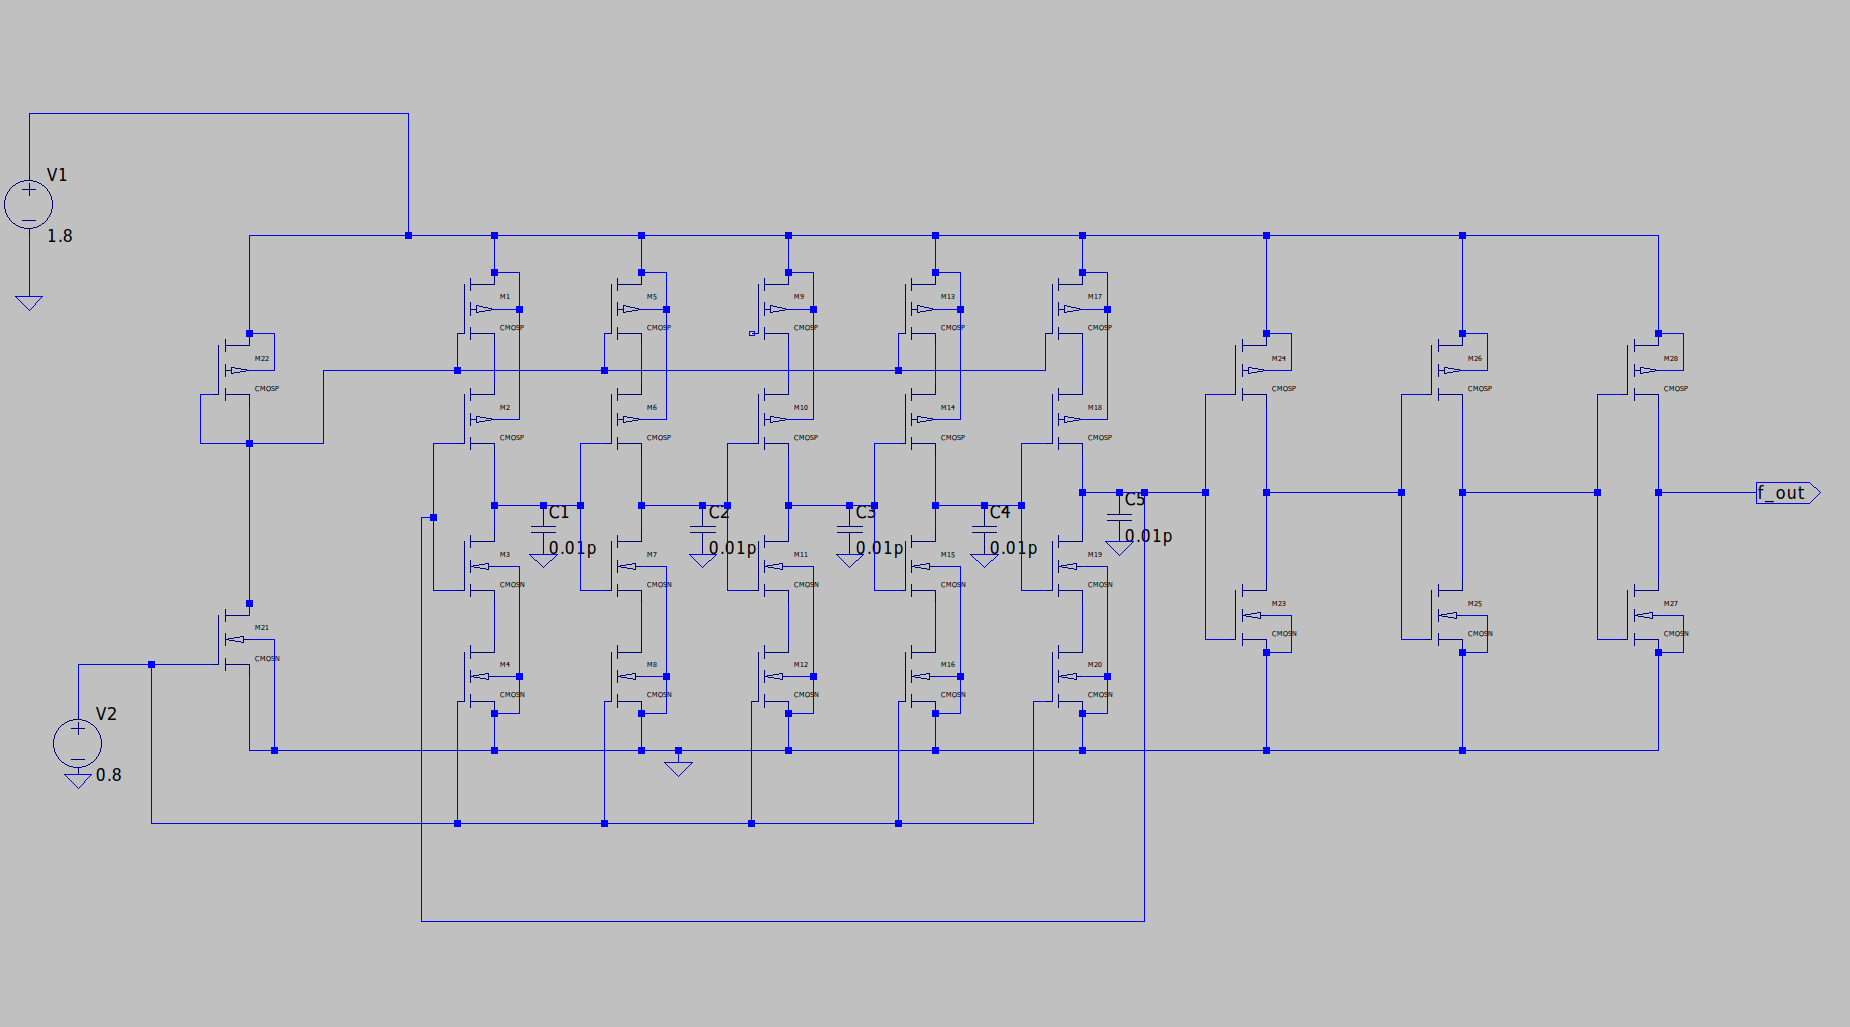 V1
1.8
M1
CMOSP
M5
CMOSP
M9
CMOSP
M13
CMOSP
M17
CMOSP
M22
CMOSP
M24
CMOSP
M26
CMOSP
M28
CMOSP
M2
CMOSP
M6
CMOSP
M10
CMOSP
M14
CMOSP
M18
CMOSP
C1
0.01p
C2
0.01p
C3
0.01p
C4
0.01p
C5
0.01p
f_out
M3
CMOSN
M7
CMOSN
M11
CMOSN
M15
CMOSN
M19
CMOSN
M21
CMOSN
M23
CMOSN
M25
CMOSN
M27
CMOSN
M4
CMOSN
M8
CMOSN
M12
CMOSN
M16
CMOSN
M20
CMOSN
V2
0.8